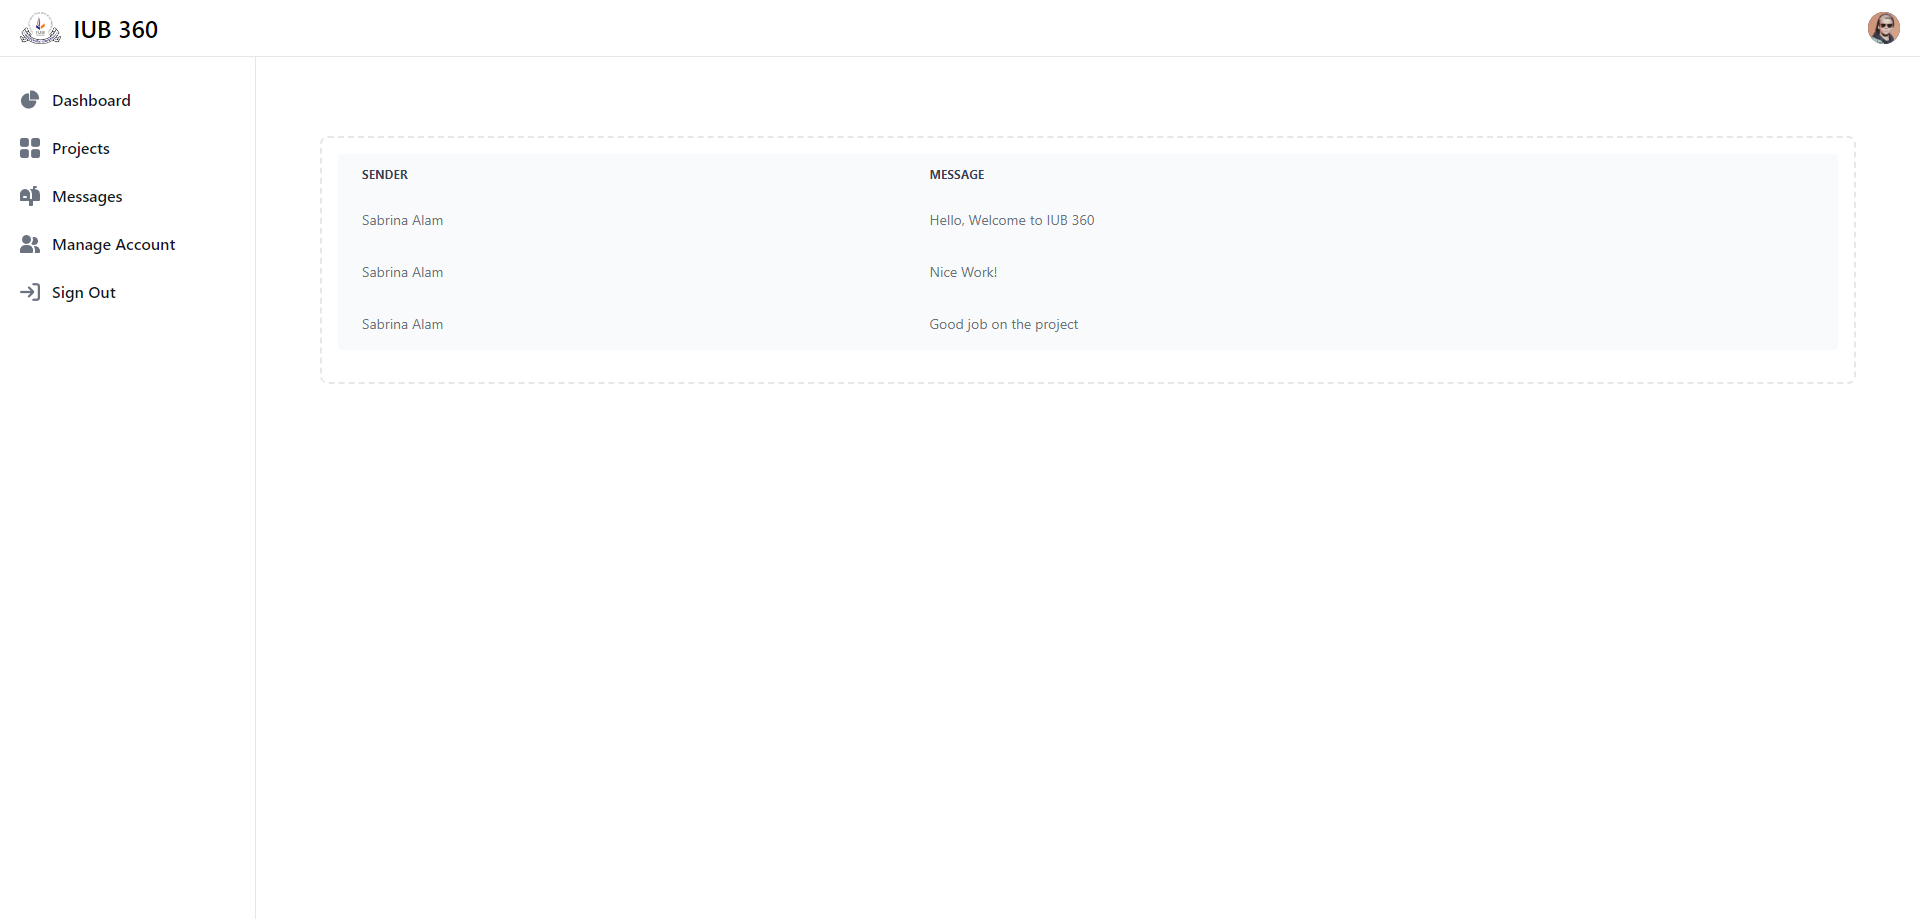 IUB 360
Dashboard
Projects
Messages
Manage Account
Sign Out
SENDER MESSAGE
Sabrina Alam Hello, Welcome to IUB 360
Sabrina Alam Nice Work!
Sabrina Alam Good job on the project